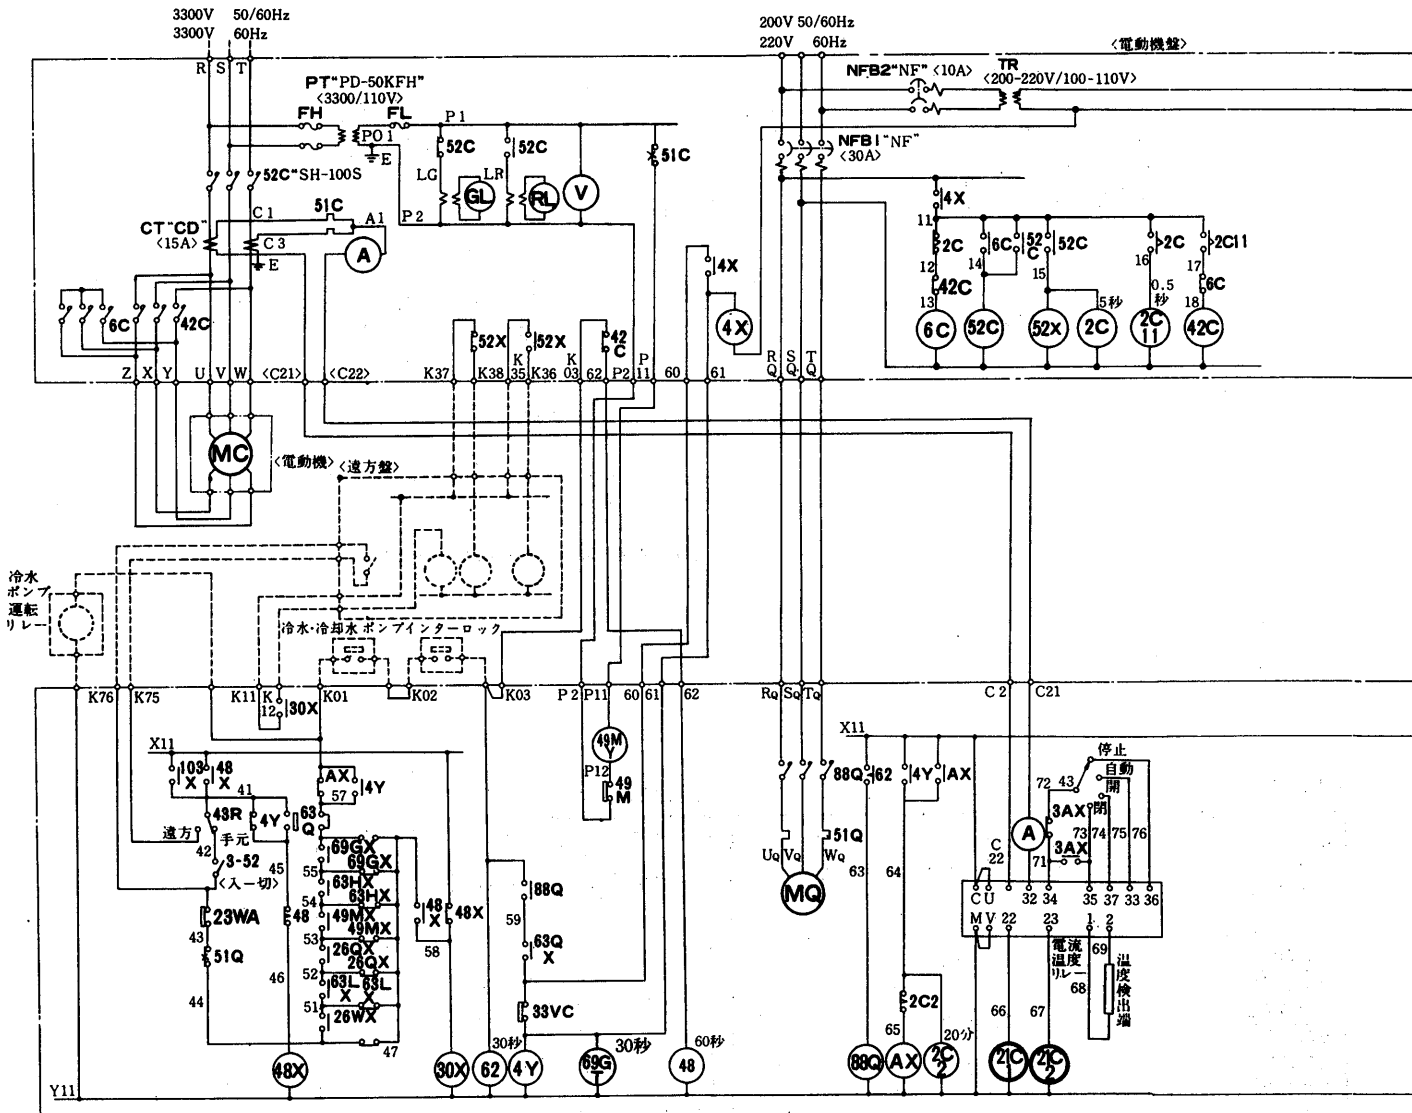 3300V 50/60Hz
3300V 60Hz
200V 50/60Hz
220V 60Hz
〈電動機盤〉
R S T
PT"PD-50KFH"
〈3300/110V〉
FH
FL
P1
PO1
E
NFB2"NF"〈10A〉
TR
〈200-220V/100-110V〉
NFB1"NF"
〈30A〉
52C"SH-100S
52C
52C
51C
LG
LR
GL
RL
V
P2
C1
51C
A1
CT"CD"
〈15A〉
C3
E
A
4X
11
2C
6C
52
C
52C
2C
2C11
12
14
15
16
17
42C
6C
13
5秒
0.5
秒
18
6C
52C
52X
2C
2C
11
42C
4X
4X
6C
42C
52X
52X
42
C
Z X Y U V W 〈C21〉 〈C22〉 K37 K38 K
35 K36 K
03 62 P2 P
11 60 61
R
Q
S
Q
T
Q
MC
〈電動機〉
〈遠方盤〉
冷水
ポンプ
運転
リレー
冷水・冷却水ポンプインターロック
K76 K75 K11 K
12
30X
K01 K02 K03 P2 P11 60 61 62 RQ SQ TQ C2 C21
X11
103
X
48
X
41
43R
4Y
遠方
手元
42
3-52
〈入-切〉
45
23WA
43
51Q
44
48
46
48X
AX
57
4Y
63
Q
69GX
69GX
55
63HX
63HX
54
49MX
49MX
53
26QX
26QX
52
63L
X
63L
X
51
26WX
47
48
X
58
48X
30X
49M
Y
P12
49
M
88Q
59
63Q
X
33VC
30秒
62
4Y
69G
T
30秒
48
60秒
Y11
X11
88Q
62
4Y
AX
51Q
UQ VQ WQ
MQ
63
64
2C2
65
20分
88Q
AX
2C
2
停止
自動
開
閉
72
43
3AX
73
74
75
76
A
71
3AX
C
22
C U 32 34 35 37 33 36
M V 22 23 1 2
電流
温度
リレー
69
68
温度検出端
66
67
21C
1
21C
2